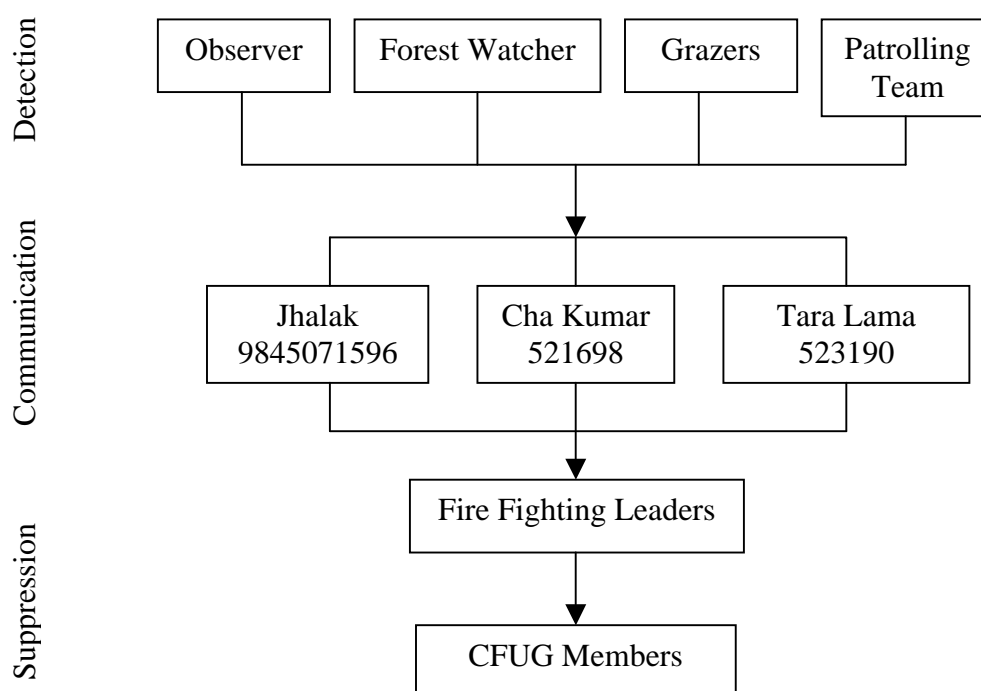 Detection
Observer
Forest Watcher
Grazers
Patrolling
Team
Communication
Jhalak
9845071596
Cha Kumar
521698
Tara Lama
523190
Suppression
Fire Fighting Leaders
CFUG Members